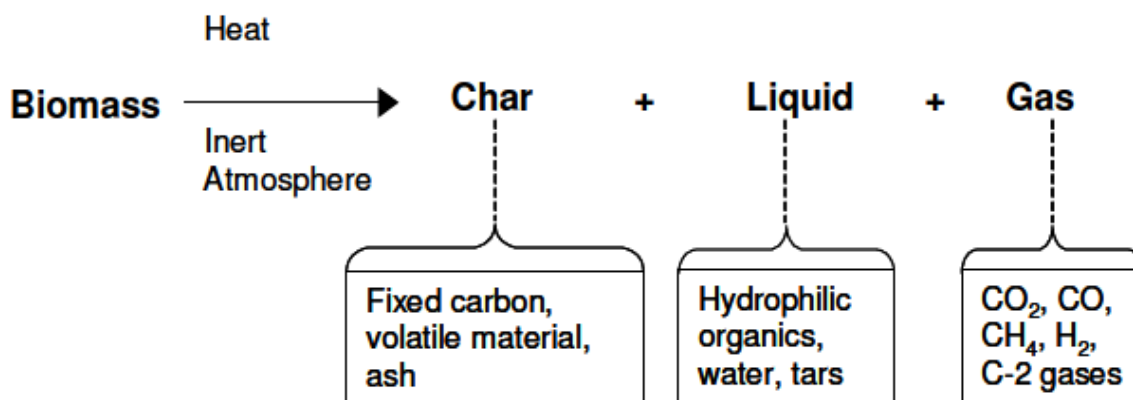 Heat
Biomass
Char + Liquid + Gas
Inert
Atmosphere
Fixed carbon,
volatile material,
ash
Hydrophilic
organics,
water, tars
CO₂, CO,
CH₄, H₂,
C-2 gases